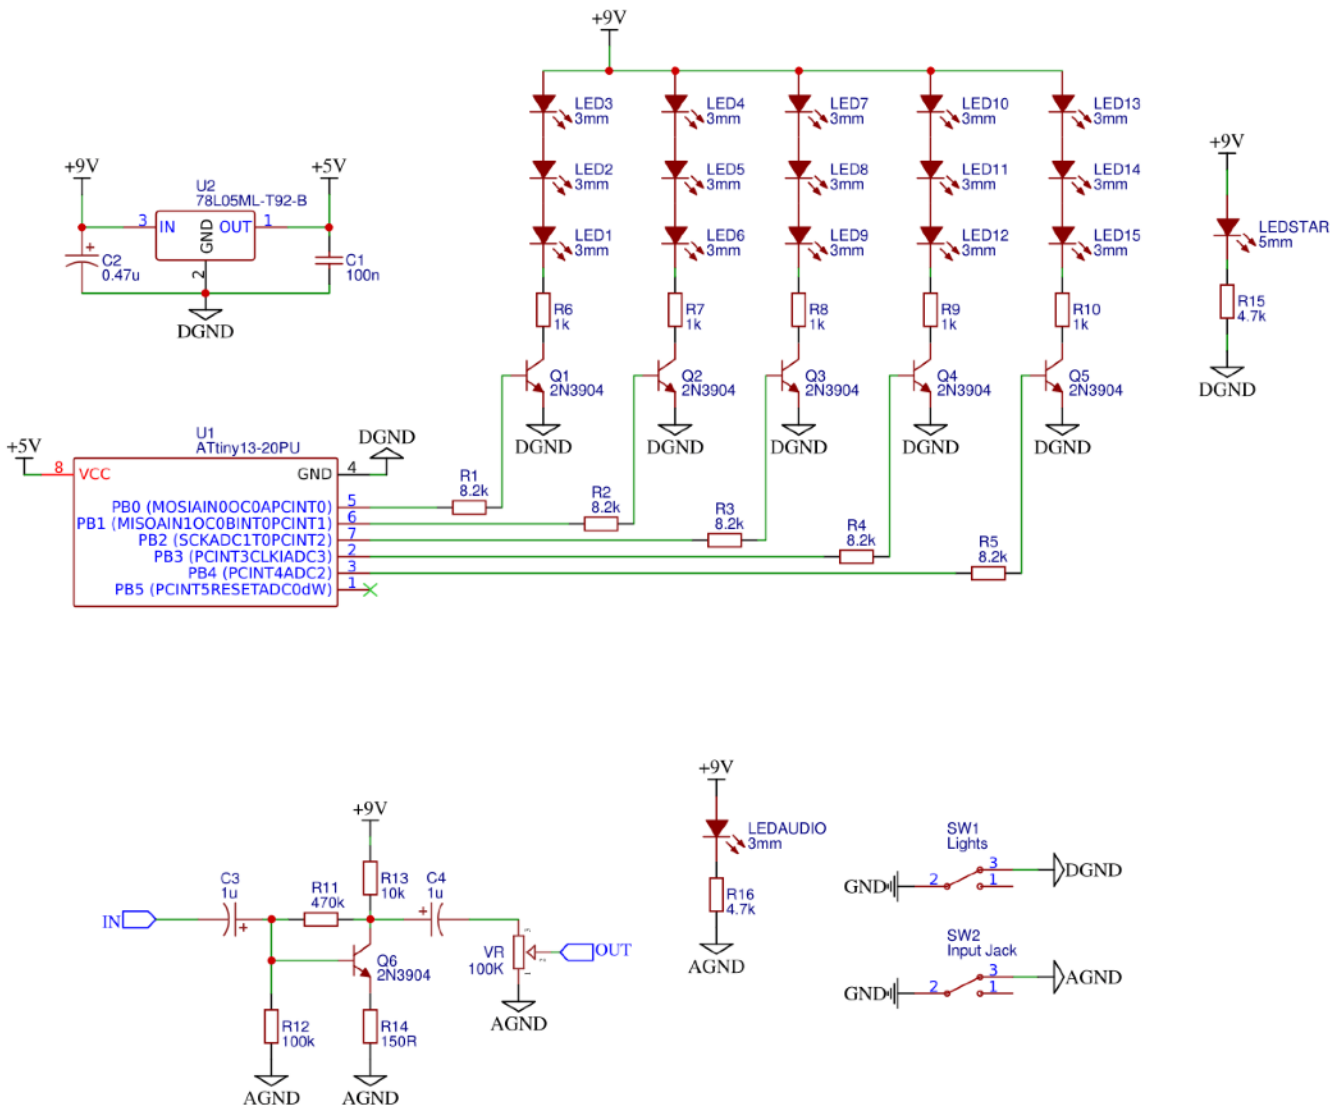 +9V
LED3
3mm
LED4
3mm
LED7
3mm
LED10
3mm
LED13
3mm
LED2
3mm
LED5
3mm
LED8
3mm
LED11
3mm
LED14
3mm
LED1
3mm
LED6
3mm
LED9
3mm
LED12
3mm
LED15
3mm
R6
1k
R7
1k
R8
1k
R9
1k
R10
1k
Q1
2N3904
Q2
2N3904
Q3
2N3904
Q4
2N3904
Q5
2N3904
DGND
DGND
DGND
DGND
DGND
+9V
LEDSTAR
5mm
R15
4.7k
DGND
+9V
+5V
U2
78L05ML-T92-B
3
IN
OUT
1
GND
2
C2
0.47u
C1
100n
DGND
U1
ATtiny13-20PU
+5V
DGND
8
VCC
GND
4
PB0 (MOSIAIN0OC0APCINT0)
5
PB1 (MISOAIN1OC0BINT0PCINT1)
6
PB2 (SCKADC1T0PCINT2)
7
PB3 (PCINT3CLKIADC3)
2
PB4 (PCINT4ADC2)
3
PB5 (PCINT5RESETADC0dW)
1
R1
8.2k
R2
8.2k
R3
8.2k
R4
8.2k
R5
8.2k
+9V
C3
1u
R11
470k
R13
10k
C4
1u
IN
Q6
2N3904
VR
100K
3
2
1
OUT
R12
100k
R14
150R
AGND
AGND
AGND
+9V
LEDAUDIO
3mm
R16
4.7k
AGND
SW1
Lights
GND
2
3
1
DGND
SW2
Input Jack
GND
2
3
1
AGND